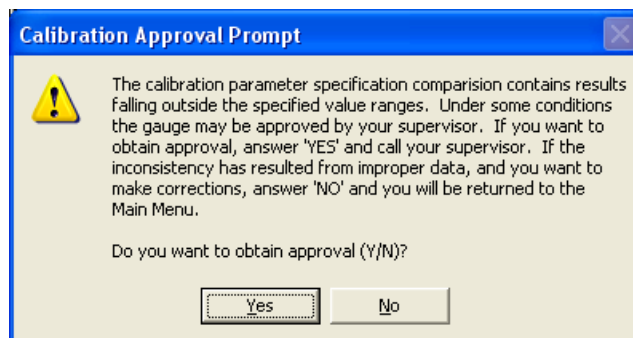 Calibration Approval Prompt
The calibration parameter specification comparision contains results
falling outside the specified value ranges. Under some conditions
the gauge may be approved by your supervisor. If you want to
obtain approval, answer 'YES' and call your supervisor. If the
inconsistency has resulted from improper data, and you want to
make corrections, answer 'NO' and you will be returned to the
Main Menu.
Do you want to obtain approval (Y/N)?
Yes
No